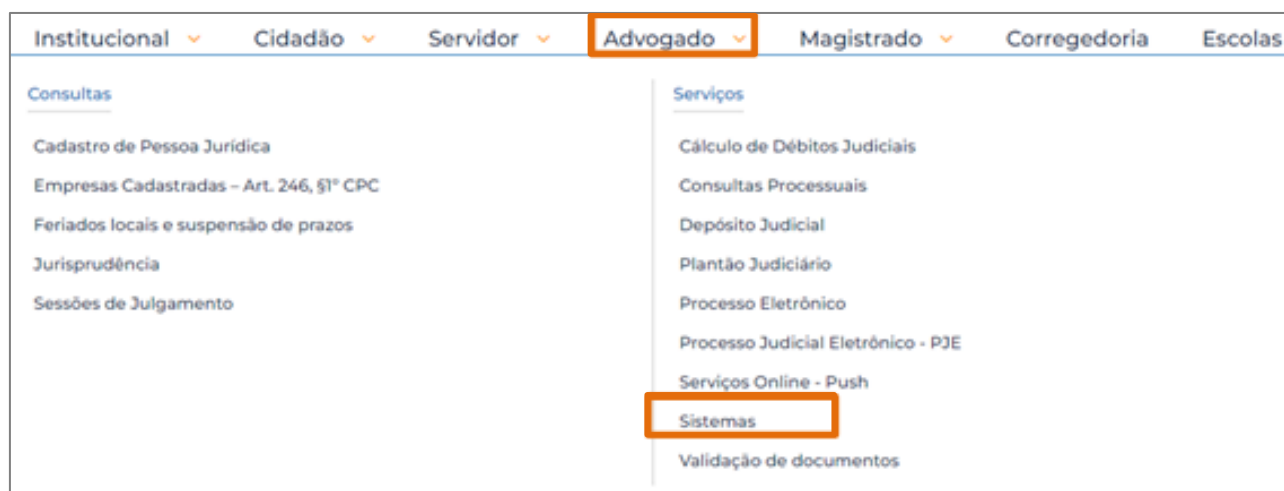 Institucional Cidadão Servidor Advogado Magistrado Corregedoria Escolas
Consultas
Cadastro de Pessoa Jurídica
Empresas Cadastradas – Art. 246, §1º CPC
Feriados locais e suspensão de prazos
Jurisprudência
Sessões de Julgamento
Serviços
Cálculo de Débitos Judiciais
Consultas Processuais
Depósito Judicial
Plantão Judiciário
Processo Eletrônico
Processo Judicial Eletrônico - PJE
Serviços Online - Push
Sistemas
Validação de documentos